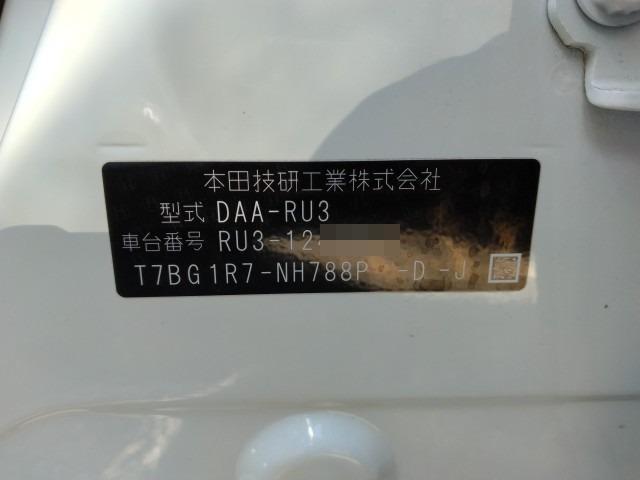 本田技研工業株式会社
型式 DAA-RU3
車台番号 RU3-12
T7BG1R7-NH788P -D -J